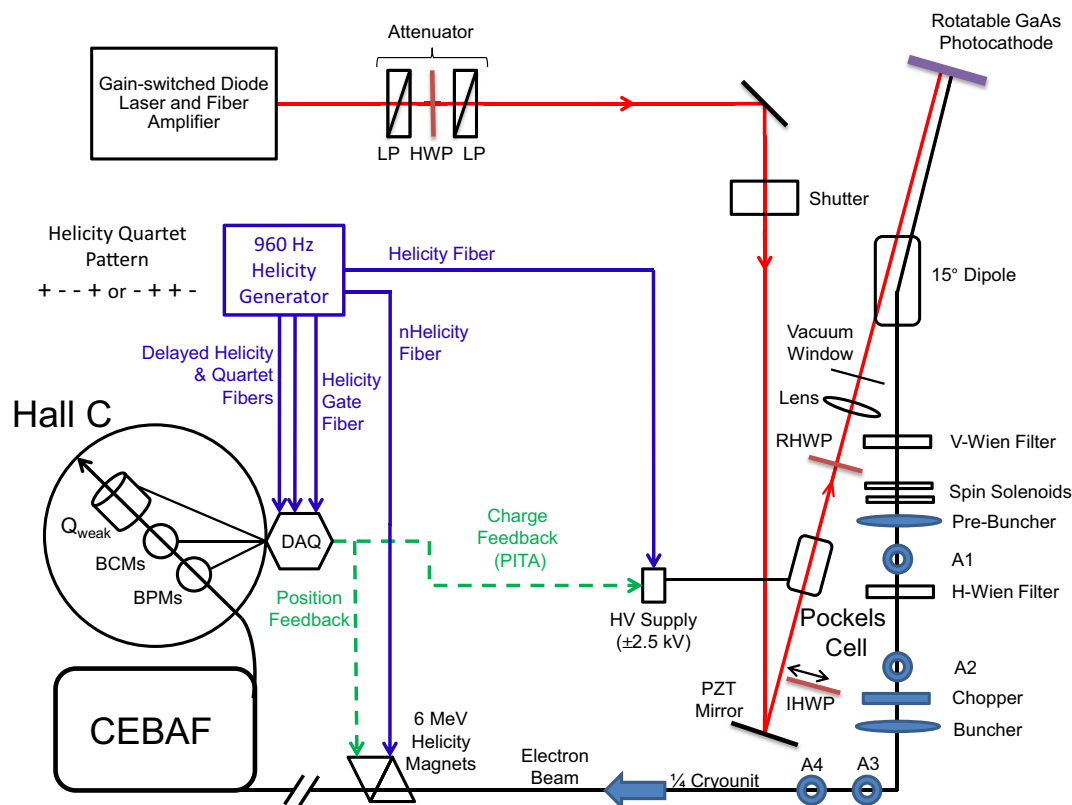 Attenuator
Rotatable GaAs
Photocathode
Gain-switched Diode
Laser and Fiber
Amplifier
LP HWP LP
Shutter
Helicity Quartet
Pattern
+ - - + or - + + -
960 Hz
Helicity
Generator
Helicity Fiber
nHelicity
Fiber
15° Dipole
Delayed Helicity
& Quartet
Fibers
Helicity
Gate
Fiber
Vacuum
Window
Lens
Hall C
RHWP
V-Wien Filter
Spin Solenoids
Pre-Buncher
Qweak
BCMs
BPMs
DAQ
Charge
Feedback
(PITA)
A1
H-Wien Filter
Position
Feedback
HV Supply
(±2.5 kV)
Pockels
Cell
A2
PZT
Mirror
IHWP
Chopper
Buncher
CEBAF
6 MeV
Helicity
Magnets
Electron
Beam
¼ Cryounit
A4
A3